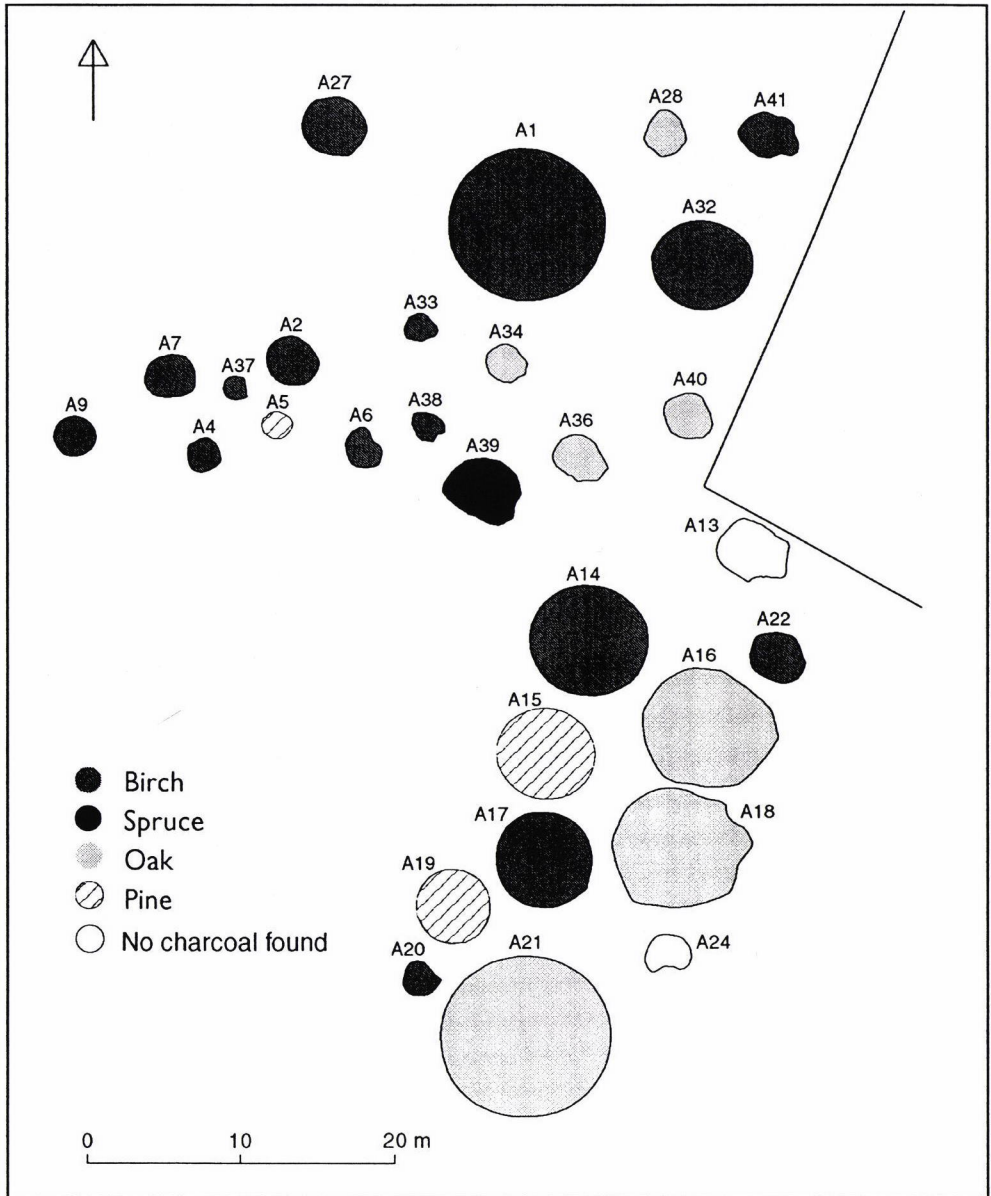 A27
A28
A41
A1
A32
A33
A34
A2
A7
A37
A40
A9
A4
A5
A6
A38
A36
A39
A13
A14
A22
A16
A15
A17
A18
A19
A20
A21
A24
Birch
Spruce
Oak
Pine
No charcoal found
0 10 20 m